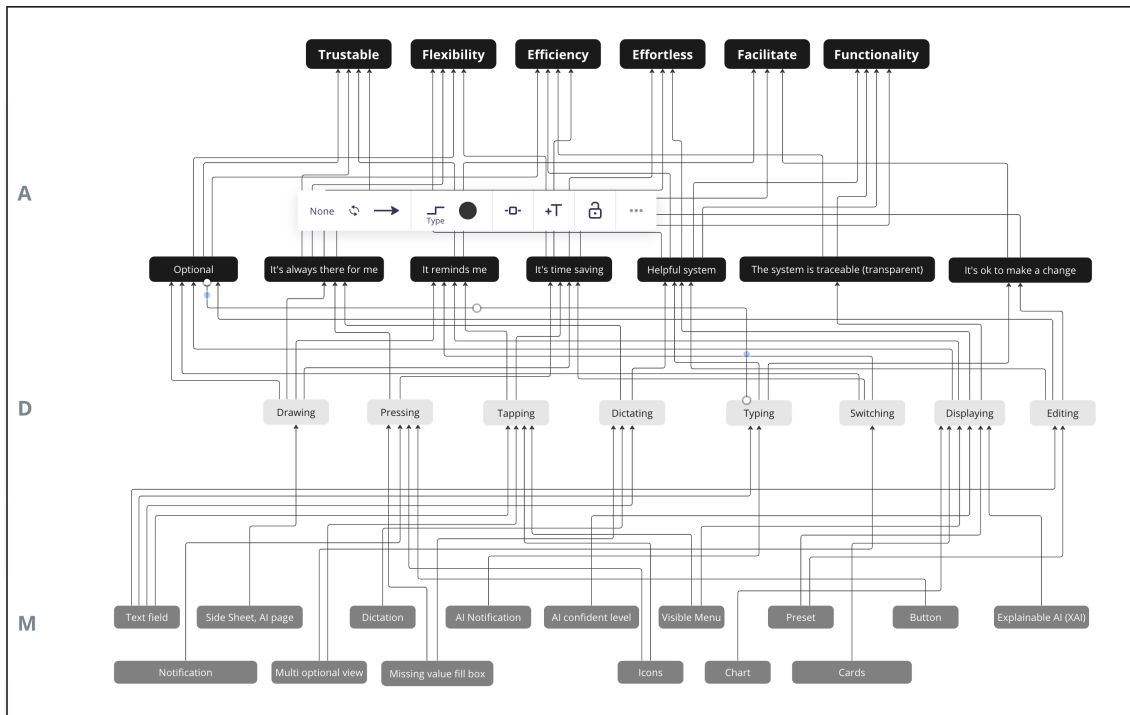 Trustable
Flexibility
Efficiency
Effortless
Facilitate
Functionality
A
None
Type
+T
Optional
It's always there for me
It reminds me
It's time saving
Helpful system
The system is traceable (transparent)
It's ok to make a change
D
Drawing
Pressing
Tapping
Dictating
Typing
Switching
Displaying
Editing
M
Text field
Side Sheet, AI page
Dictation
AI Notification
AI confident level
Visible Menu
Preset
Button
Explainable AI (XAI)
Notification
Multi optional view
Missing value fill box
Icons
Chart
Cards